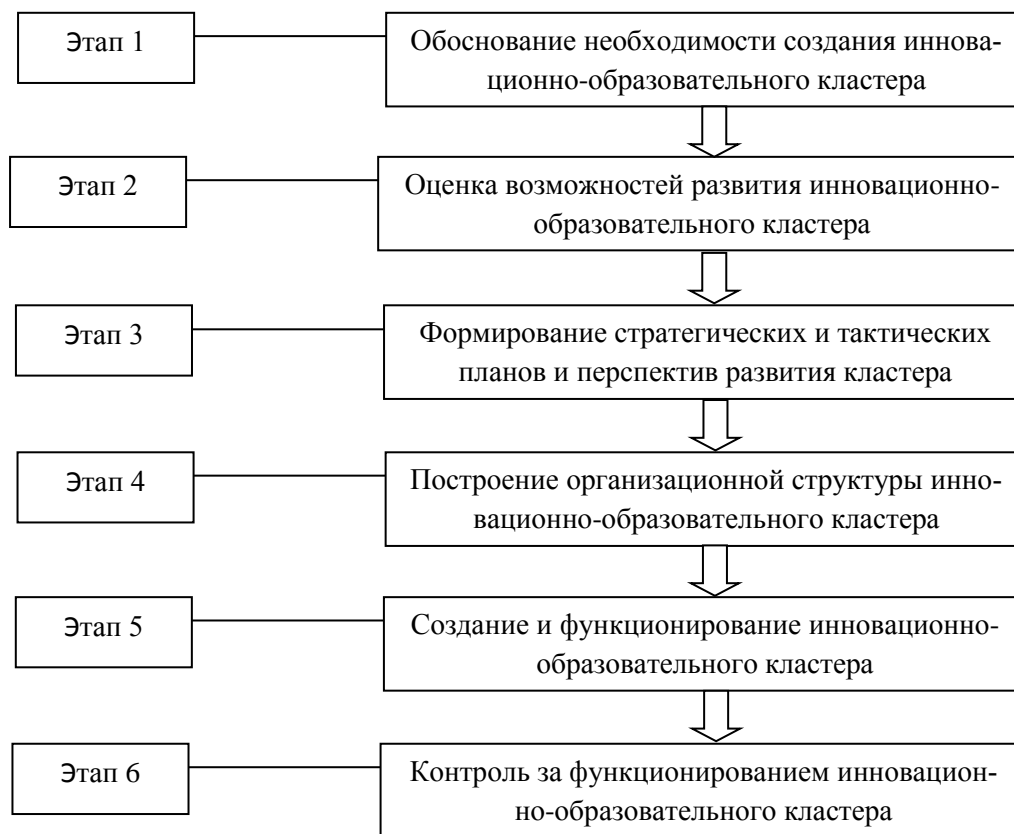 Этап 1
Обоснование необходимости создания иннова-
ционно-образовательного кластера
Этап 2
Оценка возможностей развития инновационно-
образовательного кластера
Этап 3
Формирование стратегических и тактических
планов и перспектив развития кластера
Этап 4
Построение организационной структуры инно-
вационно-образовательного кластера
Этап 5
Создание и функционирование инновационно-
образовательного кластера
Этап 6
Контроль за функционированием инновацион-
но-образовательного кластера